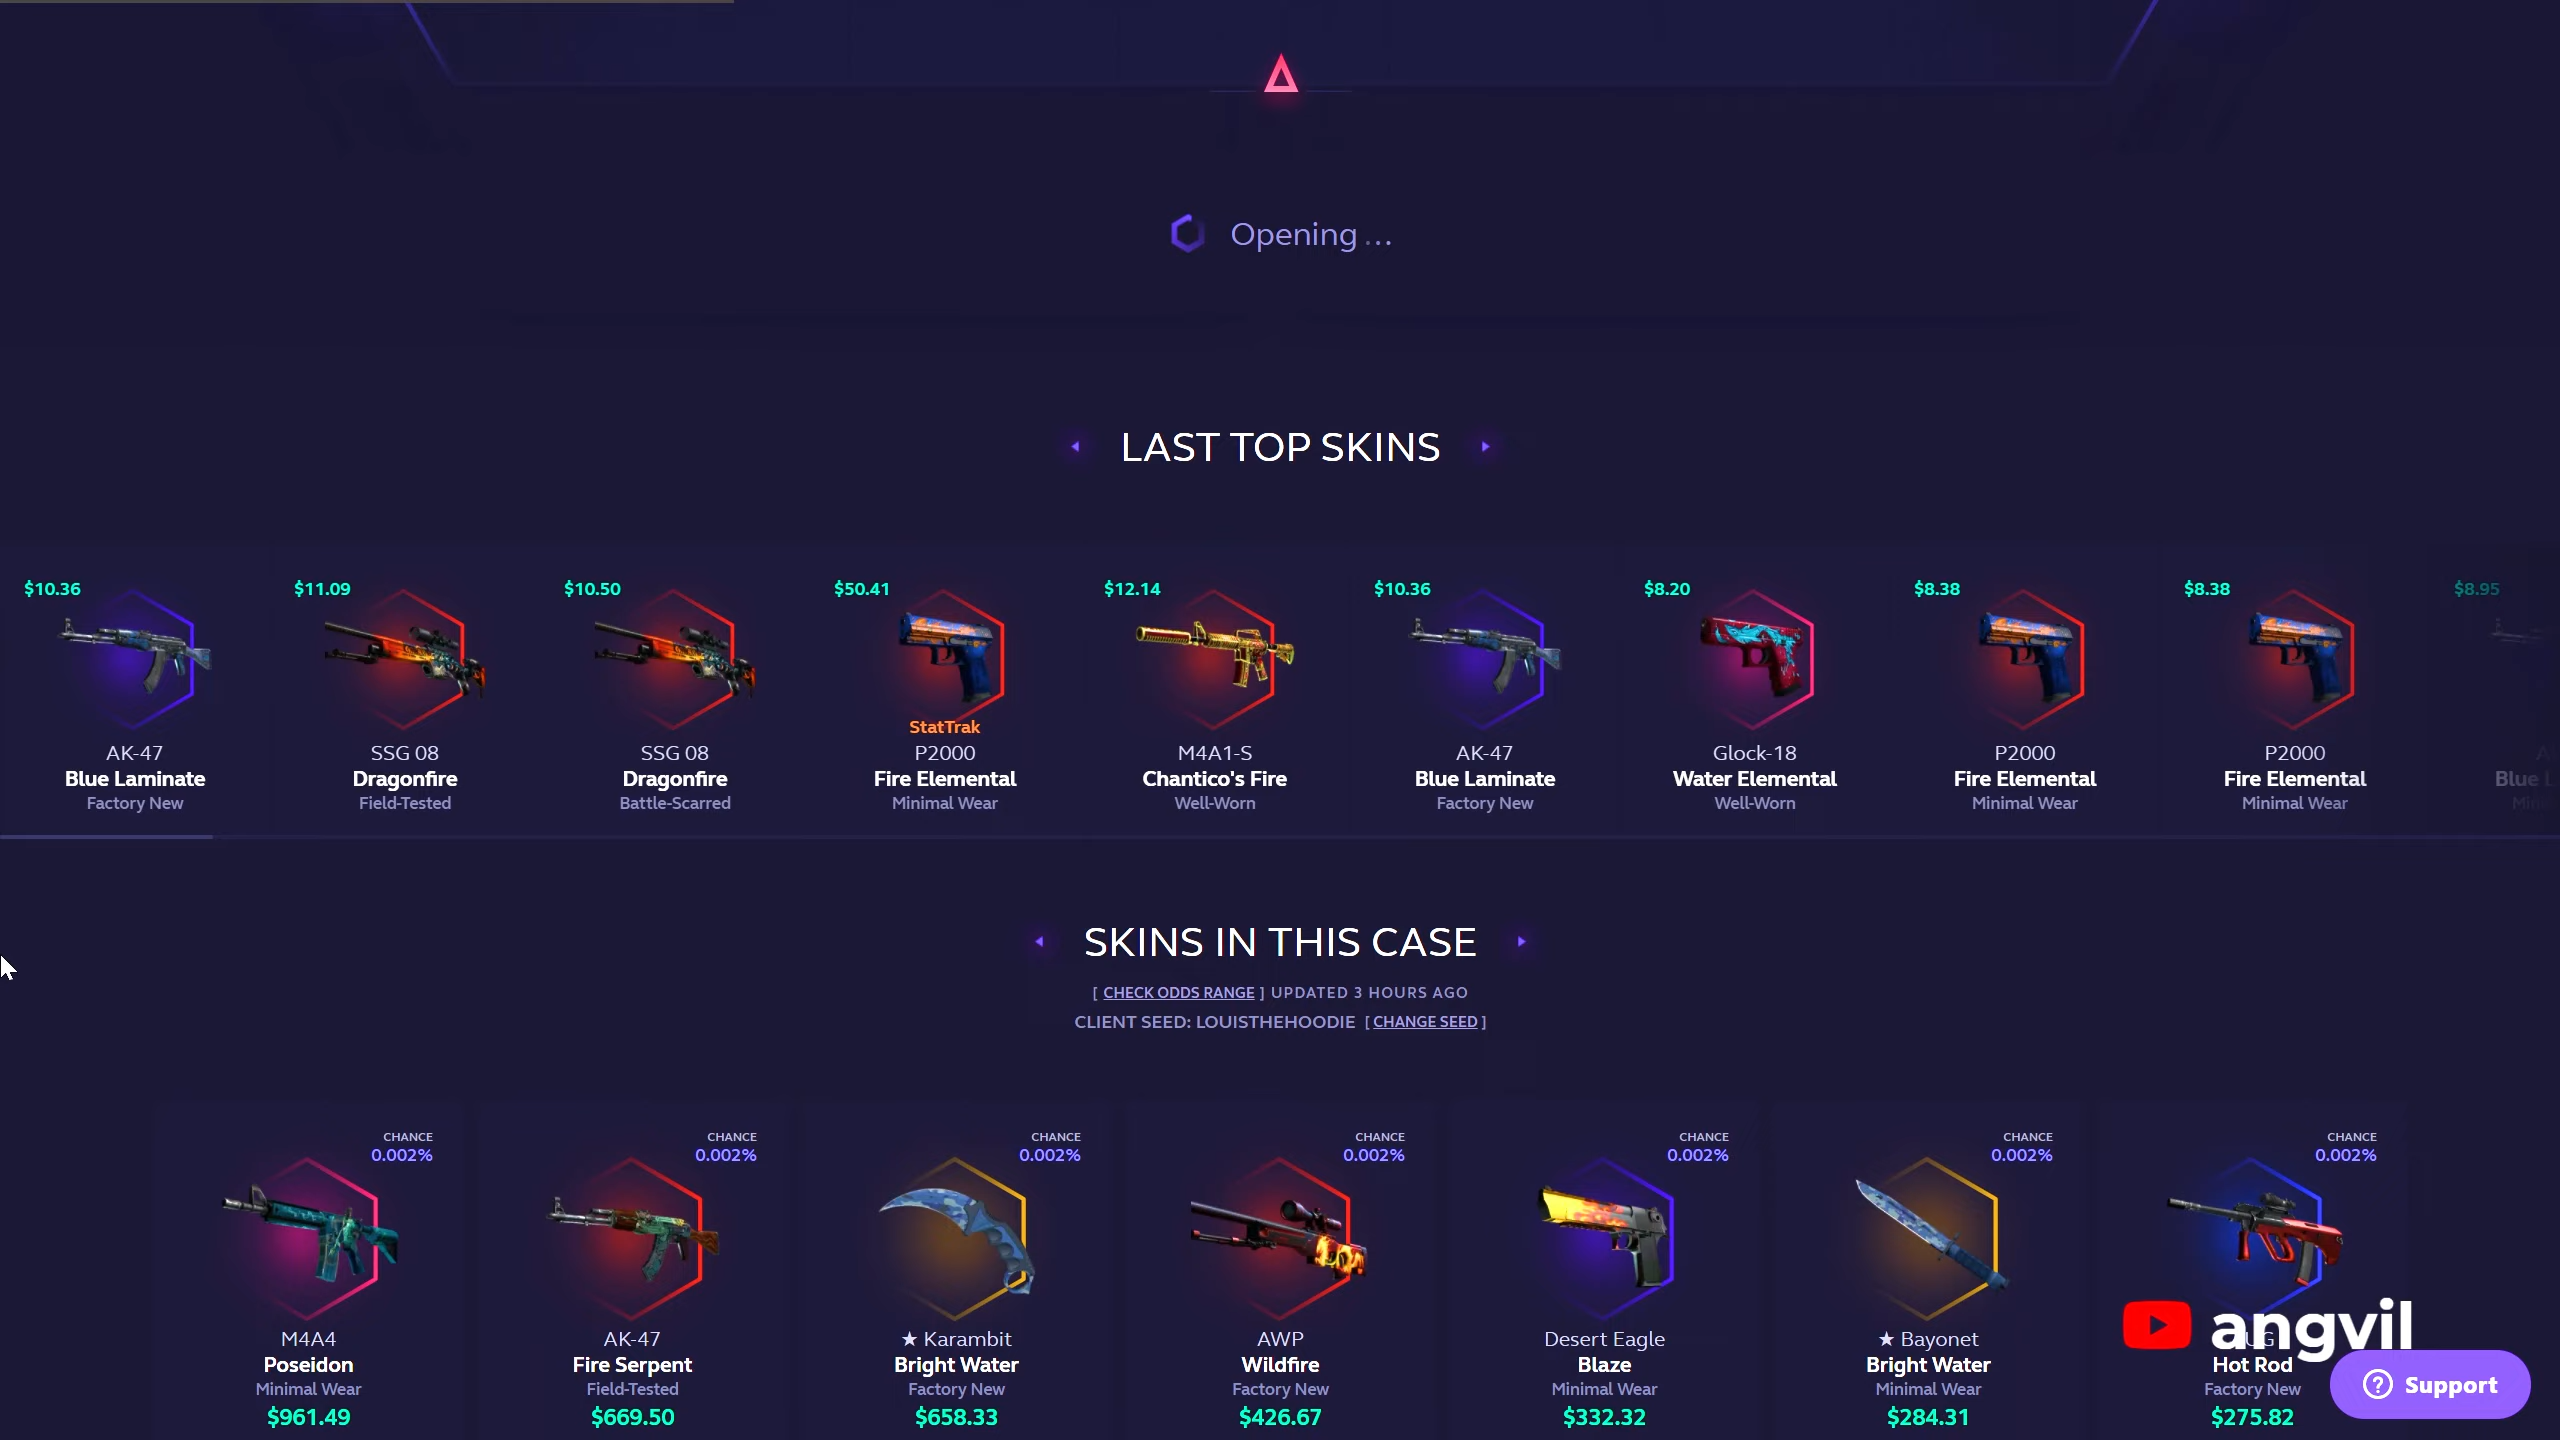 Opening ...
LAST TOP SKINS
$10.36
AK-47
Blue Laminate
Factory New
$11.09
SSG 08
Dragonfire
Field-Tested
$10.50
SSG 08
Dragonfire
Battle-Scarred
$50.41
StatTrak
P2000
Fire Elemental
Minimal Wear
$12.14
M4A1-S
Chantico's Fire
Well-Worn
$10.36
AK-47
Blue Laminate
Factory New
$8.20
Glock-18
Water Elemental
Well-Worn
$8.38
P2000
Fire Elemental
Minimal Wear
$8.38
P2000
Fire Elemental
Minimal Wear
$8.95
Blue
SKINS IN THIS CASE
[ CHECK ODDS RANGE ] UPDATED 3 HOURS AGO
CLIENT SEED: LOUISTHEHOODIE [ CHANGE SEED ]
CHANCE
0.002%
M4A4
Poseidon
Minimal Wear
$961.49
CHANCE
0.002%
AK-47
Fire Serpent
Field-Tested
$669.50
CHANCE
0.002%
★ Karambit
Bright Water
Factory New
$658.33
CHANCE
0.002%
AWP
Wildfire
Factory New
$426.67
CHANCE
0.002%
Desert Eagle
Blaze
Minimal Wear
$332.32
CHANCE
0.002%
★ Bayonet
Bright Water
Minimal Wear
$284.31
CHANCE
0.002%
Hot Rod
Factory New
$275.82
angvil
Support